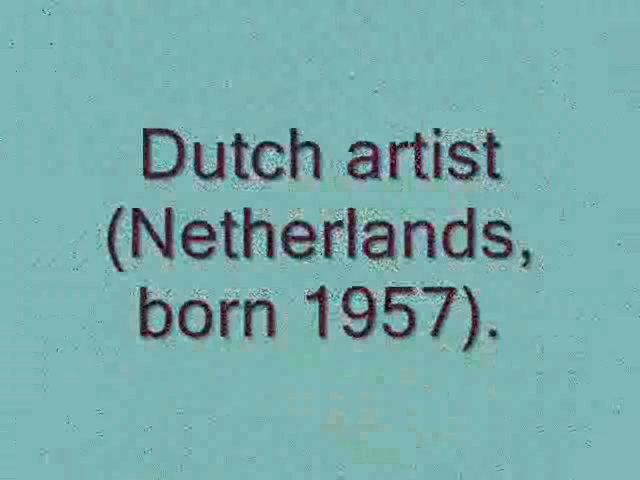 Dutch artist
(Netherlands,
born 1957).